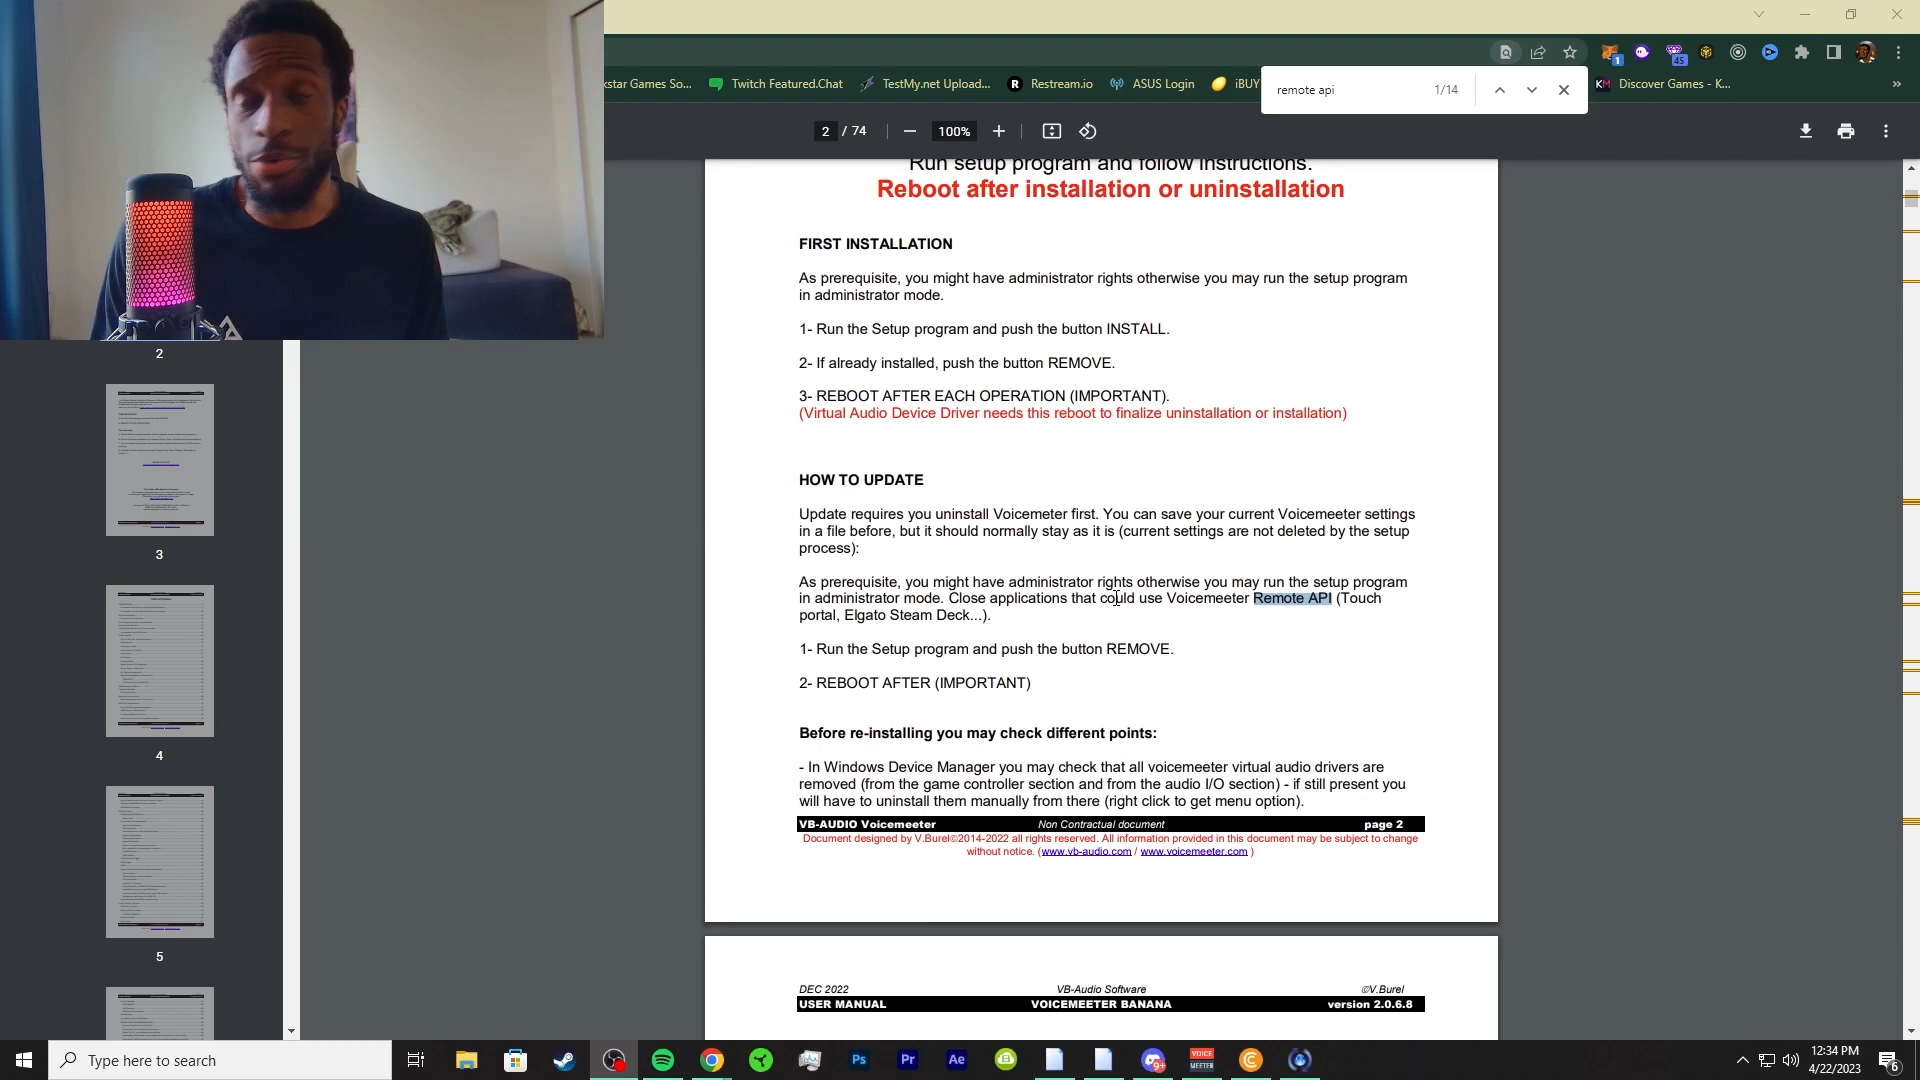 kstar Games So...
Twitch Featured.Chat
TestMy.net Upload...
R Restream.io
ASUS Login
iBUY
remote api 1/14
KM Discover Games - K...
»
1
45
2 / 74
100%
Run setup program and follow instructions.
Reboot after installation or uninstallation
FIRST INSTALLATION
As prerequisite, you might have administrator rights otherwise you may run the setup program
in administrator mode.
1- Run the Setup program and push the button INSTALL.
2- If already installed, push the button REMOVE.
3- REBOOT AFTER EACH OPERATION (IMPORTANT).
(Virtual Audio Device Driver needs this reboot to finalize uninstallation or installation)
HOW TO UPDATE
Update requires you uninstall Voicemeter first. You can save your current Voicemeeter settings
in a file before, but it should normally stay as it is (current settings are not deleted by the setup
process):
As prerequisite, you might have administrator rights otherwise you may run the setup program
in administrator mode. Close applications that could use Voicemeeter Remote API (Touch
portal, Elgato Steam Deck...).
1- Run the Setup program and push the button REMOVE.
2- REBOOT AFTER (IMPORTANT)
Before re-installing you may check different points:
- In Windows Device Manager you may check that all voicemeeter virtual audio drivers are
removed (from the game controller section and from the audio I/O section) - if still present you
will have to uninstall them manually from there (right click to get menu option).
VB-AUDIO Voicemeeter Non Contractual document page 2
Document designed by V.Burel©2014-2022 all rights reserved. All information provided in this document may be subject to change
without notice. (www.vb-audio.com / www.voicemeeter.com )
DEC 2022 VB-Audio Software ©V.Burel
USER MANUAL VOICEMEETER BANANA version 2.0.6.8
2
3
4
5
Type here to search
Ps
Pr
Ae
9+
VOICE
MEETER
12:34 PM
4/22/2023
6